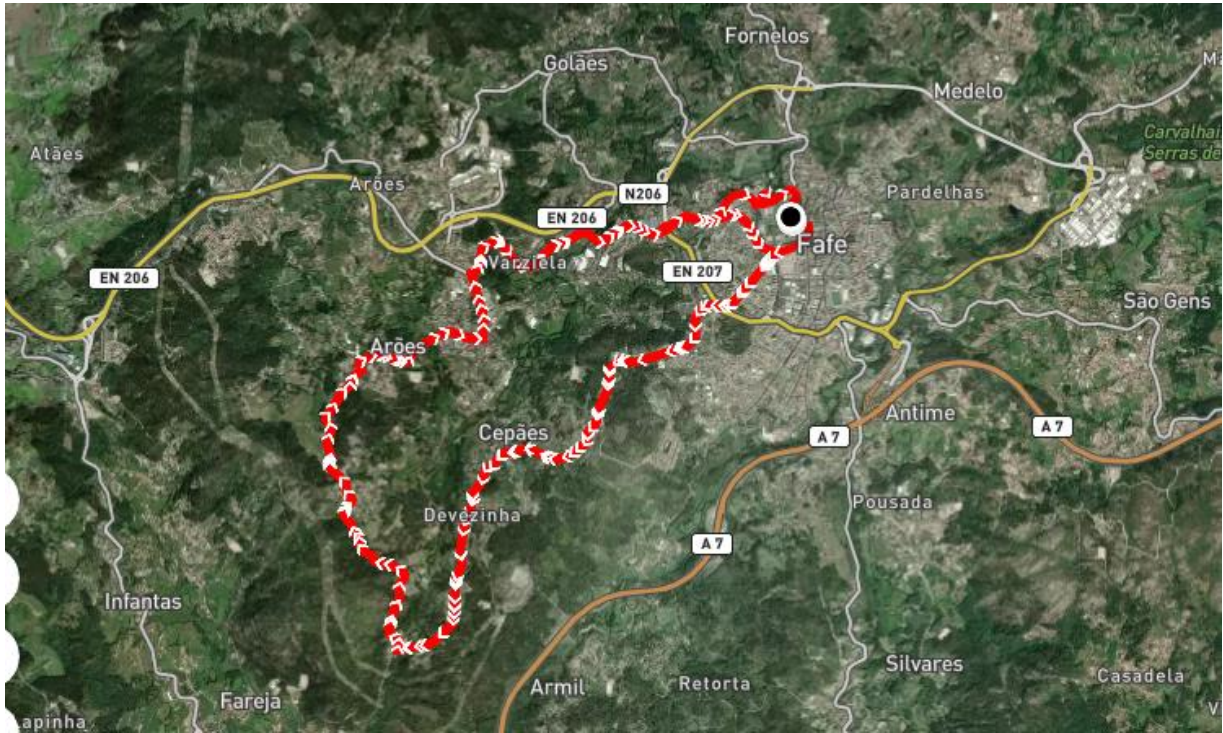 Fornelos
Golães
Medelo
Carvalhal
Serras de
Atães
Arões
Pardelhas
N206
EN 206
Fafe
Varziela
EN 206
EN 207
São Gens
Arões
Antime
A 7
A 7
Cepães
Pousada
Devezinha
A 7
Infantas
Silvares
Casadela
Armil
Retorta
Fareja